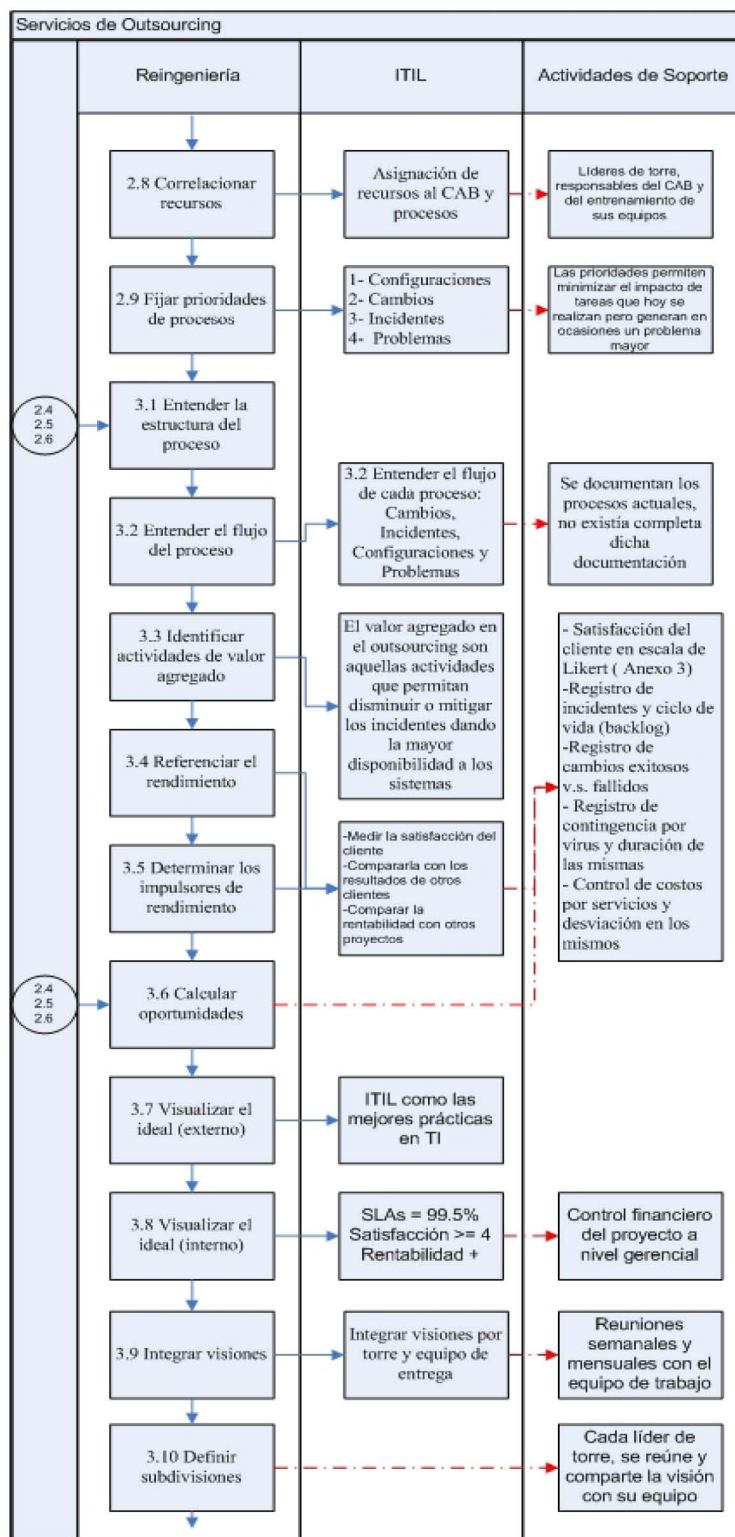 Servicios de Outsourcing
Reingeniería
ITIL
Actividades de Soporte
2.8 Correlacionar
recursos
Asignación de
recursos al CAB y
procesos
Líderes de torre,
responsables del CAB y
del entrenamiento de
sus equipos
2.9 Fijar prioridades
de procesos
1- Configuraciones
2- Cambios
3- Incidentes
4- Problemas
Las prioridades permiten
minimizar el impacto de
tareas que hoy se
realizan pero generan en
ocasiones un problema
mayor
2.4
2.5
2.6
3.1 Entender la
estructura del
proceso
3.2 Entender el flujo
del proceso
3.2 Entender el flujo
de cada proceso:
Cambios,
Incidentes,
Configuraciones y
Problemas
Se documentan los
procesos actuales,
no existía completa
dicha
documentación
3.3 Identificar
actividades de valor
agregado
El valor agregado en
el outsourcing son
aquellas actividades
que permitan
disminuir o mitigar
los incidentes dando
la mayor
disponibilidad a los
sistemas
- Satisfacción del
cliente en escala de
Likert ( Anexo 3)
-Registro de
incidentes y ciclo de
vida (backlog)
-Registro de
cambios exitosos
v.s. fallidos
- Registro de
contingencia por
virus y duración de
las mismas
- Control de costos
por servicios y
desviación en los
mismos
3.4 Referenciar el
rendimiento
3.5 Determinar los
impulsores de
rendimiento
-Medir la satisfacción del
cliente
-Compararla con los
resultados de otros
clientes
-Comparar la
rentabilidad con otros
proyectos
2.4
2.5
2.6
3.6 Calcular
oportunidades
3.7 Visualizar el
ideal (externo)
ITIL como las
mejores prácticas
en TI
3.8 Visualizar el
ideal (interno)
SLAs = 99.5%
Satisfacción >= 4
Rentabilidad +
Control financiero
del proyecto a
nivel gerencial
3.9 Integrar visiones
Integrar visiones por
torre y equipo de
entrega
Reuniones
semanales y
mensuales con el
equipo de trabajo
3.10 Definir
subdivisiones
Cada líder de
torre, se reúne y
comparte la visión
con su equipo